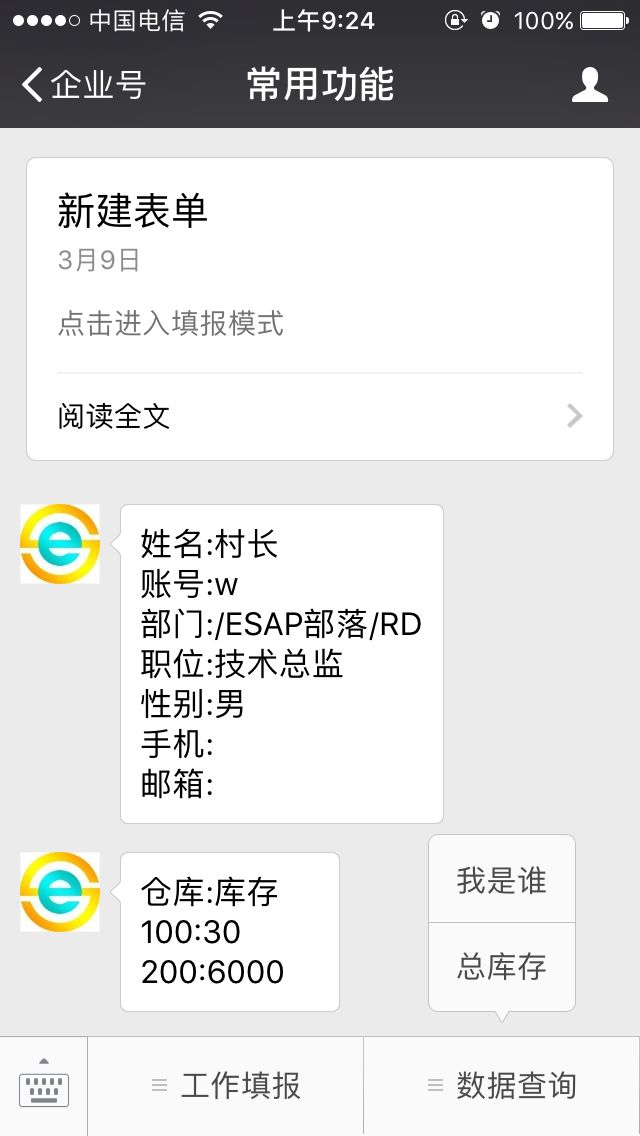 中国电信 上午9:24 100%
企业号 常用功能
新建表单
3月9日
点击进入填报模式
阅读全文
姓名:村长
账号:w
部门:/ESAP部落/RD
职位:技术总监
性别:男
手机:
邮箱:
仓库:库存
100:30
200:6000
我是谁
总库存
工作填报 数据查询